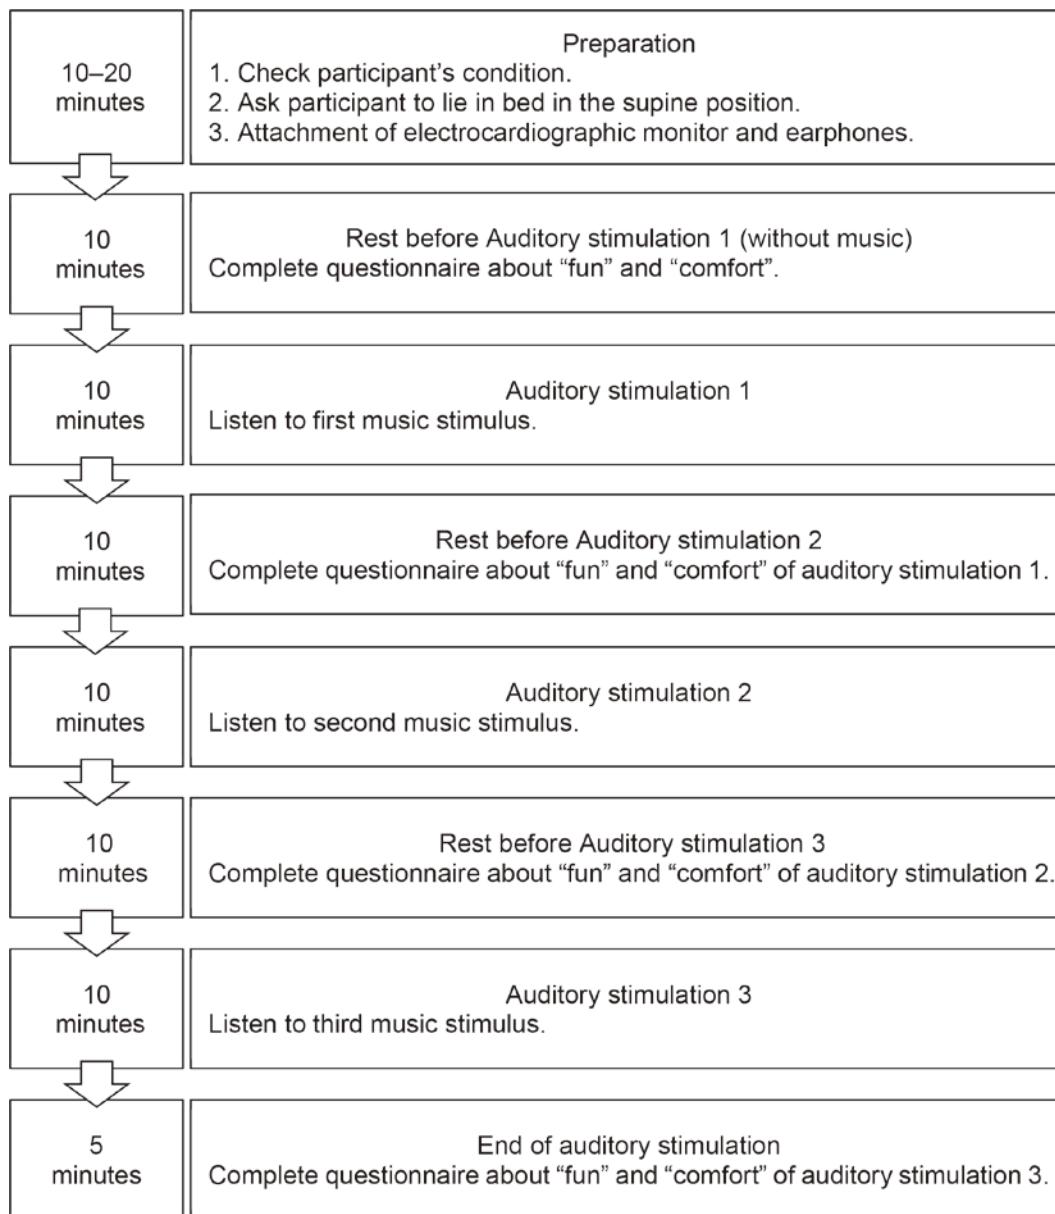 10–20
minutes
Preparation
1. Check participant's condition.
2. Ask participant to lie in bed in the supine position.
3. Attachment of electrocardiographic monitor and earphones.
10
minutes
Rest before Auditory stimulation 1 (without music)
Complete questionnaire about “fun” and “comfort”.
10
minutes
Auditory stimulation 1
Listen to first music stimulus.
10
minutes
Rest before Auditory stimulation 2
Complete questionnaire about “fun” and “comfort” of auditory stimulation 1.
10
minutes
Auditory stimulation 2
Listen to second music stimulus.
10
minutes
Rest before Auditory stimulation 3
Complete questionnaire about “fun” and “comfort” of auditory stimulation 2.
10
minutes
Auditory stimulation 3
Listen to third music stimulus.
5
minutes
End of auditory stimulation
Complete questionnaire about “fun” and “comfort” of auditory stimulation 3.